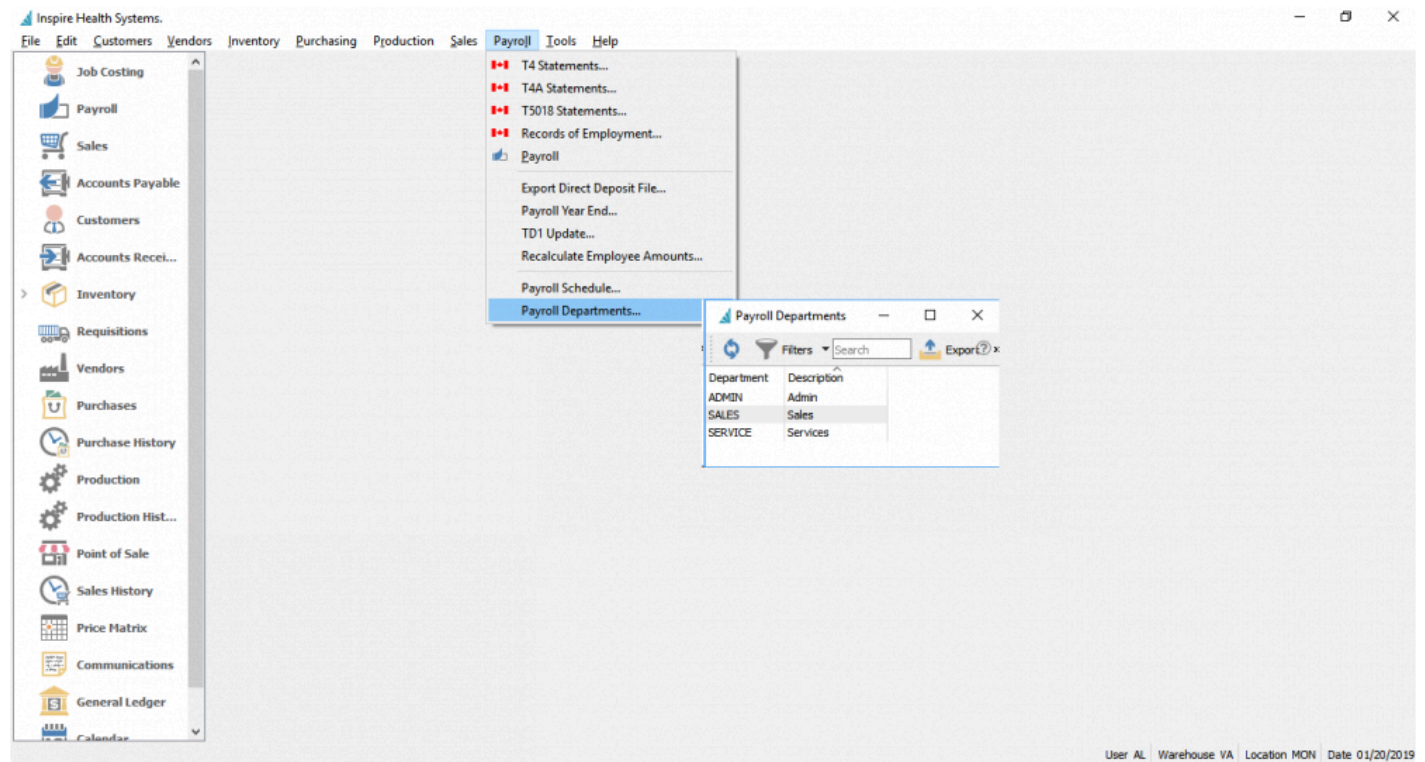 Inspire Health Systems.
File Edit Customers Vendors Inventory Purchasing Production Sales Payroll Tools Help
Job Costing
Payroll
Sales
Accounts Payable
Customers
Accounts Recei...
Inventory
Requisitions
Vendors
Purchases
Purchase History
Production
Production Hist...
Point of Sale
Sales History
Price Matrix
Communications
General Ledger
Calendar
T4 Statements...
T4A Statements...
T5018 Statements...
Records of Employment...
Payroll
Export Direct Deposit File...
Payroll Year End...
TD1 Update...
Recalculate Employee Amounts...
Payroll Schedule...
Payroll Departments...
Payroll Departments
Filters Search Export
Department Description
ADMIN Admin
SALES Sales
SERVICE Services
User AL Warehouse VA Location MON Date 01/20/2019